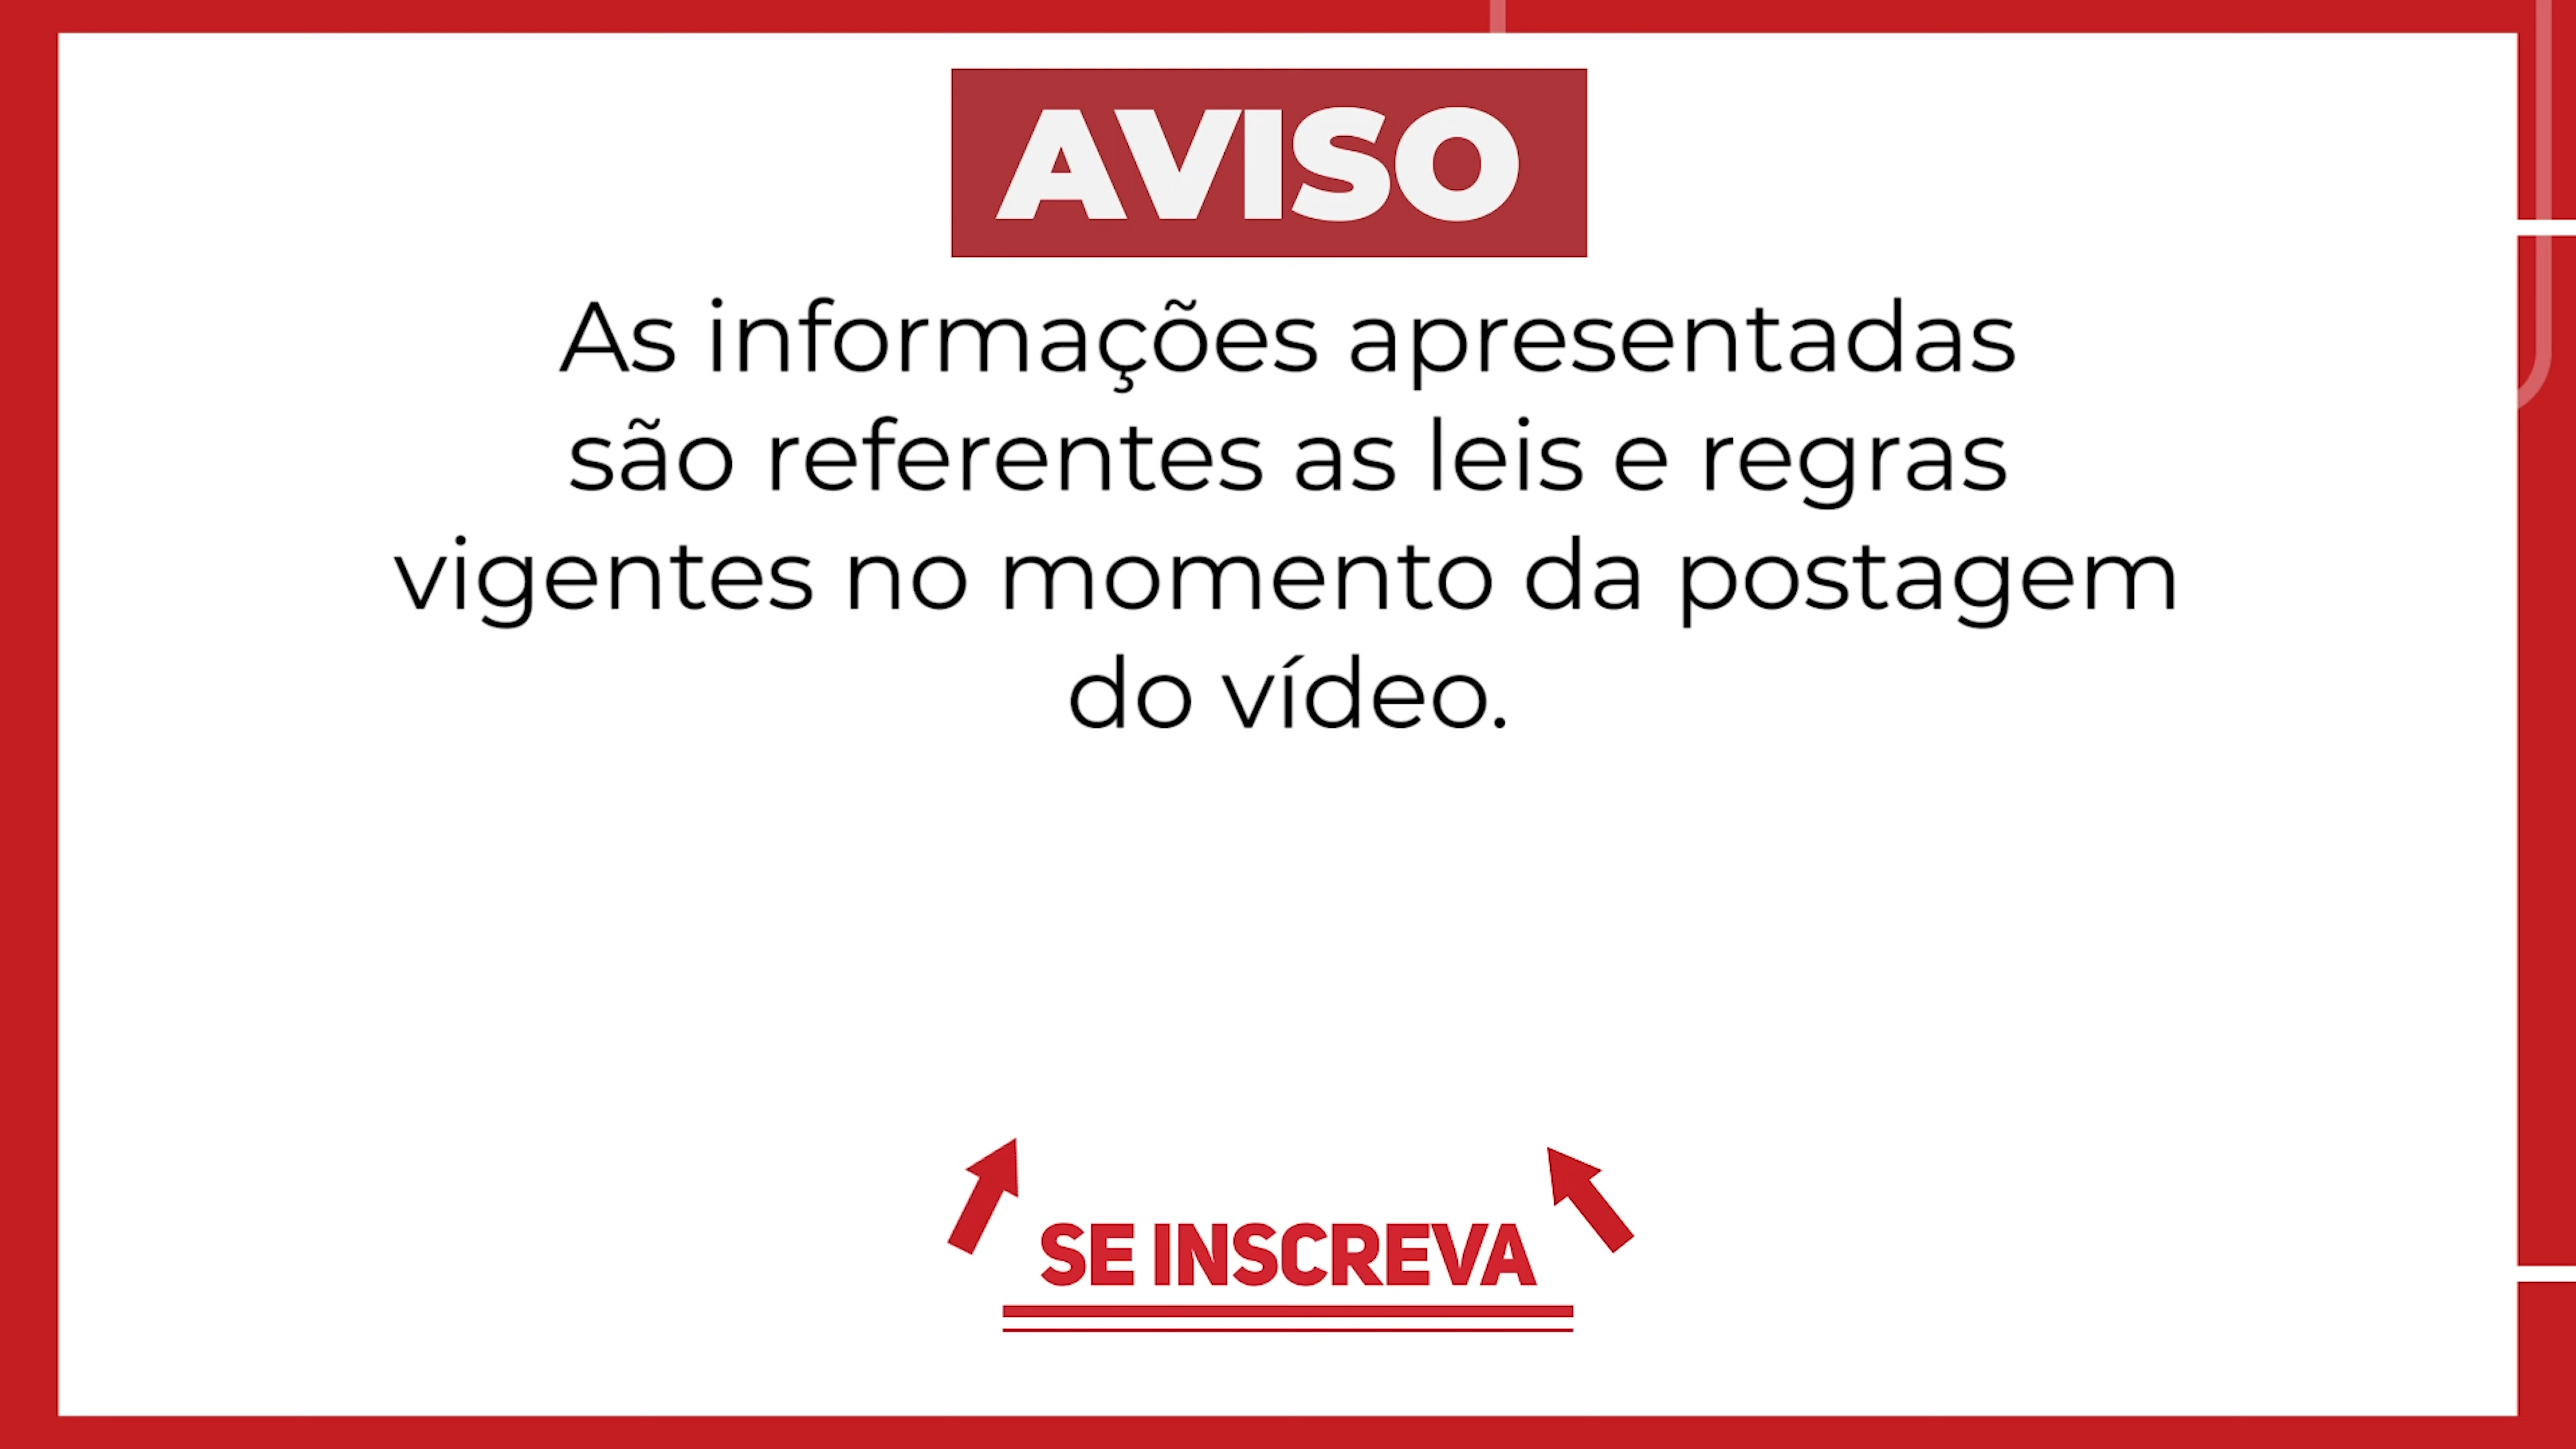 AVISO
As informações apresentadas
são referentes as leis e regras
vigentes no momento da postagem
do vídeo.
SE INSCREVA